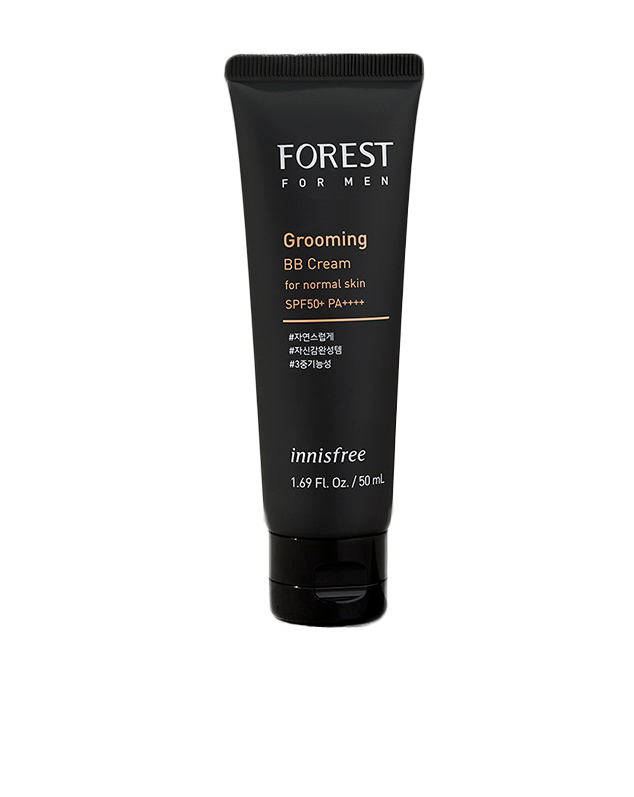 FOREST
FOR MEN
Grooming
BB Cream
for normal skin
SPF50+ PA++++
#자연스럽게
#자신감완성템
#3중기능성
innisfree
1.69 Fl. Oz. / 50 mL